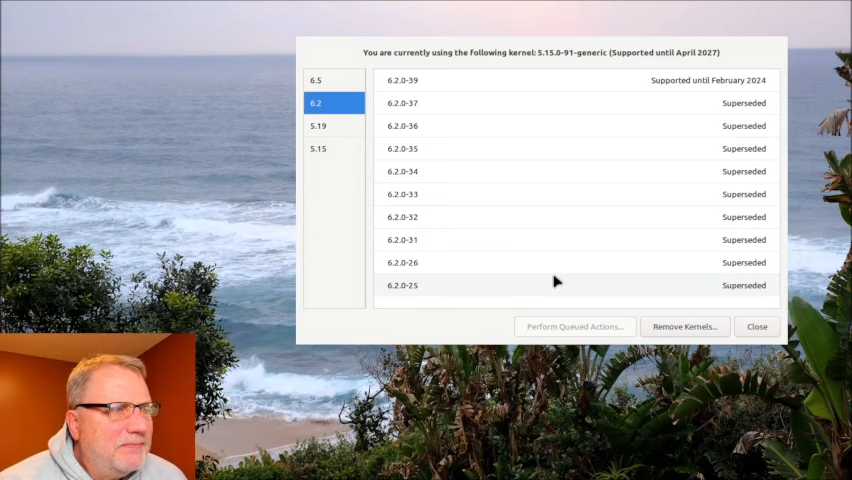 You are currently using the following kernel: 5.15.0-91-generic (Supported until April 2027)
6.5
6.2
5.19
5.15
6.2.0-39 Supported until February 2024
6.2.0-37 Superseded
6.2.0-36 Superseded
6.2.0-35 Superseded
6.2.0-34 Superseded
6.2.0-33 Superseded
6.2.0-32 Superseded
6.2.0-31 Superseded
6.2.0-26 Superseded
6.2.0-25 Superseded
Perform Queued Actions... Remove Kernels... Close